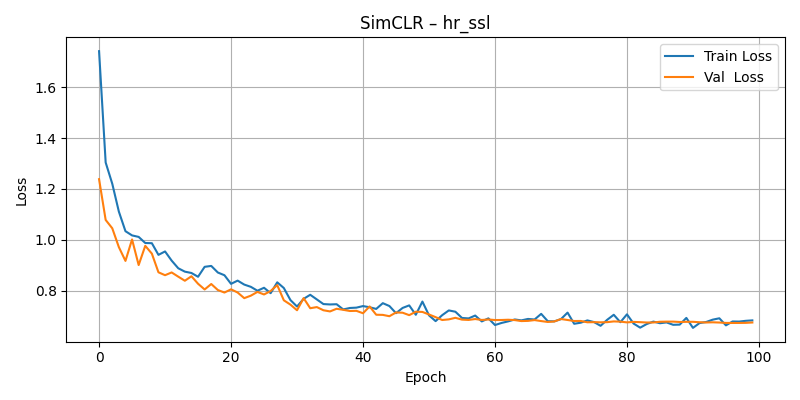 SimCLR – hr_ssl
Train Loss
Val  Loss
Loss
1.6
1.4
1.2
1.0
0.8
0 20 40 60 80 100
Epoch